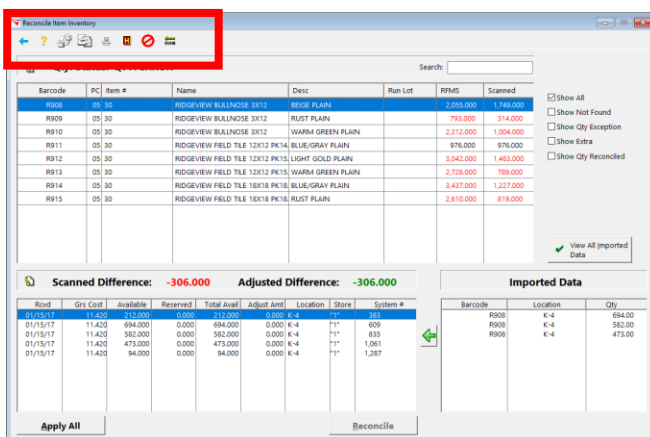 Reconcile Item Inventory
Search:
Barcode PC Item # Name Desc Run Lot RFMS Scanned
R908 05 30 RIDGEVIEW BULLNOSE 3X12 BEIGE PLAIN 2,055.000 1,749.000
R909 05 30 RIDGEVIEW BULLNOSE 3X12 RUST PLAIN 793.000 314.000
R910 05 30 RIDGEVIEW BULLNOSE 3X12 WARM GREEN PLAIN 2,212.000 1,004.000
R911 05 30 RIDGEVIEW FIELD TILE 12X12 PK14. BLUE/GRAY PLAIN 976.000 976.000
R912 05 30 RIDGEVIEW FIELD TILE 12X12 PK15. LIGHT GOLD PLAIN 3,042.000 1,463.000
R913 05 30 RIDGEVIEW FIELD TILE 12X12 PK15. WARM GREEN PLAIN 2,728.000 789.000
R914 05 30 RIDGEVIEW FIELD TILE 18X18 PK18. BLUE/GRAY PLAIN 3,437.000 1,227.000
R915 05 30 RIDGEVIEW FIELD TILE 18X18 PK18. RUST PLAIN 2,610.000 819.000
Show All
Show Not Found
Show Qty Exception
Show Extra
Show Qty Reconciled
View All Imported
Data
Scanned Difference: -306.000 Adjusted Difference: -306.000
Rcvd Grs Cost Available Reserved Total Avail Adjust Amt Location Store System #
01/15/17 11.420 212.000 0.000 212.000 0.000 K-4 "1" 383
01/15/17 11.420 694.000 0.000 694.000 0.000 K-4 "1" 609
01/15/17 11.420 582.000 0.000 582.000 0.000 K-4 "1" 835
01/15/17 11.420 473.000 0.000 473.000 0.000 K-4 "1" 1,061
01/15/17 11.420 94.000 0.000 94.000 0.000 K-4 "1" 1,287
Imported Data
Barcode Location Qty
R908 K-4 694.00
R908 K-4 582.00
R908 K-4 473.00
Apply All
Reconcile